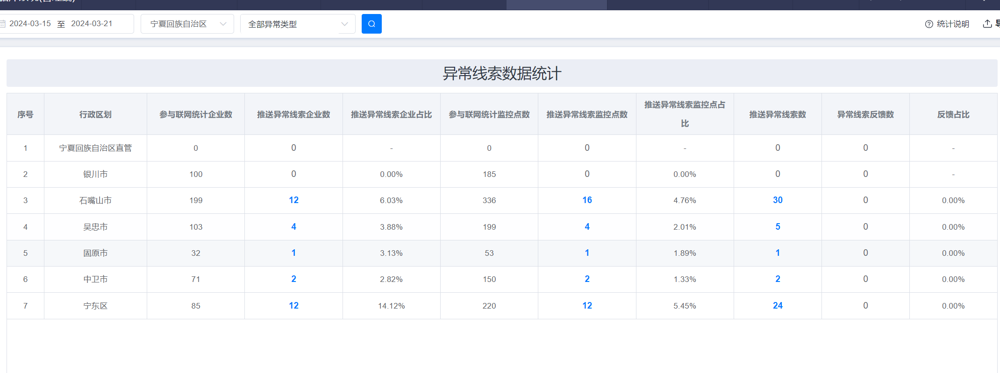 2024-03-15 至 2024-03-21 宁夏回族自治区 全部异常类型 统计说明
异常线索数据统计
序号 行政区划 参与联网统计企业数 推送异常线索企业数 推送异常线索企业占比 参与联网统计监控点数 推送异常线索监控点数 推送异常线索监控点占比 推送异常线索数 异常线索反馈数 反馈占比
1 宁夏回族自治区直管 0 0 - 0 0 - 0 0 -
2 银川市 100 0 0.00% 185 0 0.00% 0 0 -
3 石嘴山市 199 12 6.03% 336 16 4.76% 30 0 0.00%
4 吴忠市 103 4 3.88% 199 4 2.01% 5 0 0.00%
5 固原市 32 1 3.13% 53 1 1.89% 1 0 0.00%
6 中卫市 71 2 2.82% 150 2 1.33% 2 0 0.00%
7 宁东区 85 12 14.12% 220 12 5.45% 24 0 0.00%